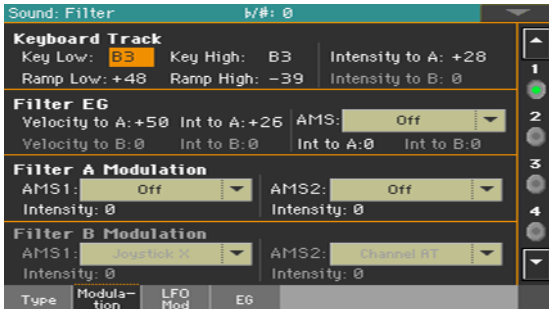 Sound: Filter b/#: 0
Keyboard Track
Key Low: B3 Key High: B3 Intensity to A: +28
Ramp Low: +48 Ramp High: -39 Intensity to B: 0
Filter EG
Velocity to A:+50 Int to A:+26 AMS: Off
Velocity to B:0 Int to B:0 Int to A:0 Int to B:0
Filter A Modulation
AMS1: Off AMS2: Off
Intensity: 0 Intensity: 0
Filter B Modulation
AMS1: Joystick X AMS2: Channel AT
Intensity: 0 Intensity: 0
Type Modula-tion LFO Mod EG
1
2
3
4